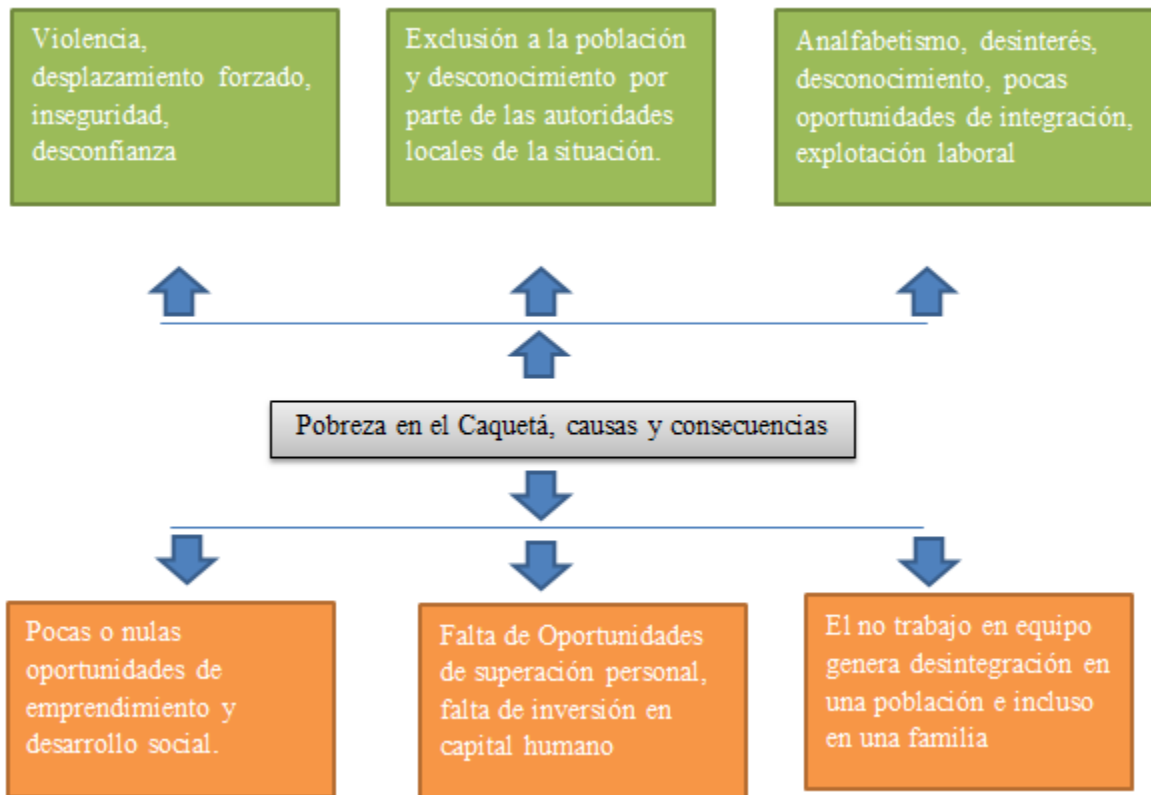 Violencia,
desplazamiento forzado,
inseguridad,
desconfianza
Exclusión a la población
y desconocimiento por
parte de las autoridades
locales de la situación.
Analfabetismo, desinterés,
desconocimiento, pocas
oportunidades de integración,
explotación laboral
Pobreza en el Caquetá, causas y consecuencias
Pocas o nulas
oportunidades de
emprendimiento y
desarrollo social.
Falta de Oportunidades
de superación personal,
falta de inversión en
capital humano
El no trabajo en equipo
genera desintegración en
una población e incluso
en una familia